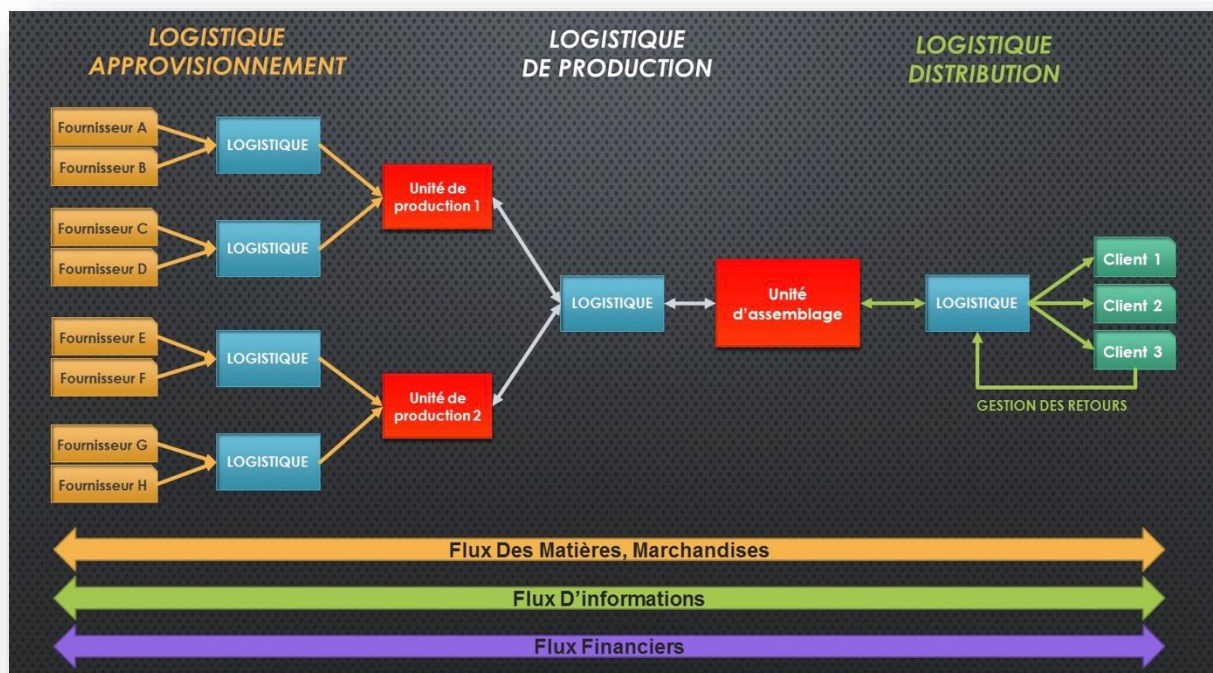 LOGISTIQUE
APPROVISIONNEMENT
LOGISTIQUE
DE PRODUCTION
LOGISTIQUE
DISTRIBUTION
Fournisseur A
Fournisseur B
LOGISTIQUE
Fournisseur C
Fournisseur D
LOGISTIQUE
Unité de
production 1
Fournisseur E
Fournisseur F
LOGISTIQUE
Fournisseur G
Fournisseur H
LOGISTIQUE
Unité de
production 2
LOGISTIQUE
Unité
d'assemblage
LOGISTIQUE
Client 1
Client 2
Client 3
GESTION DES RETOURS
Flux Des Matières, Marchandises
Flux D'informations
Flux Financiers